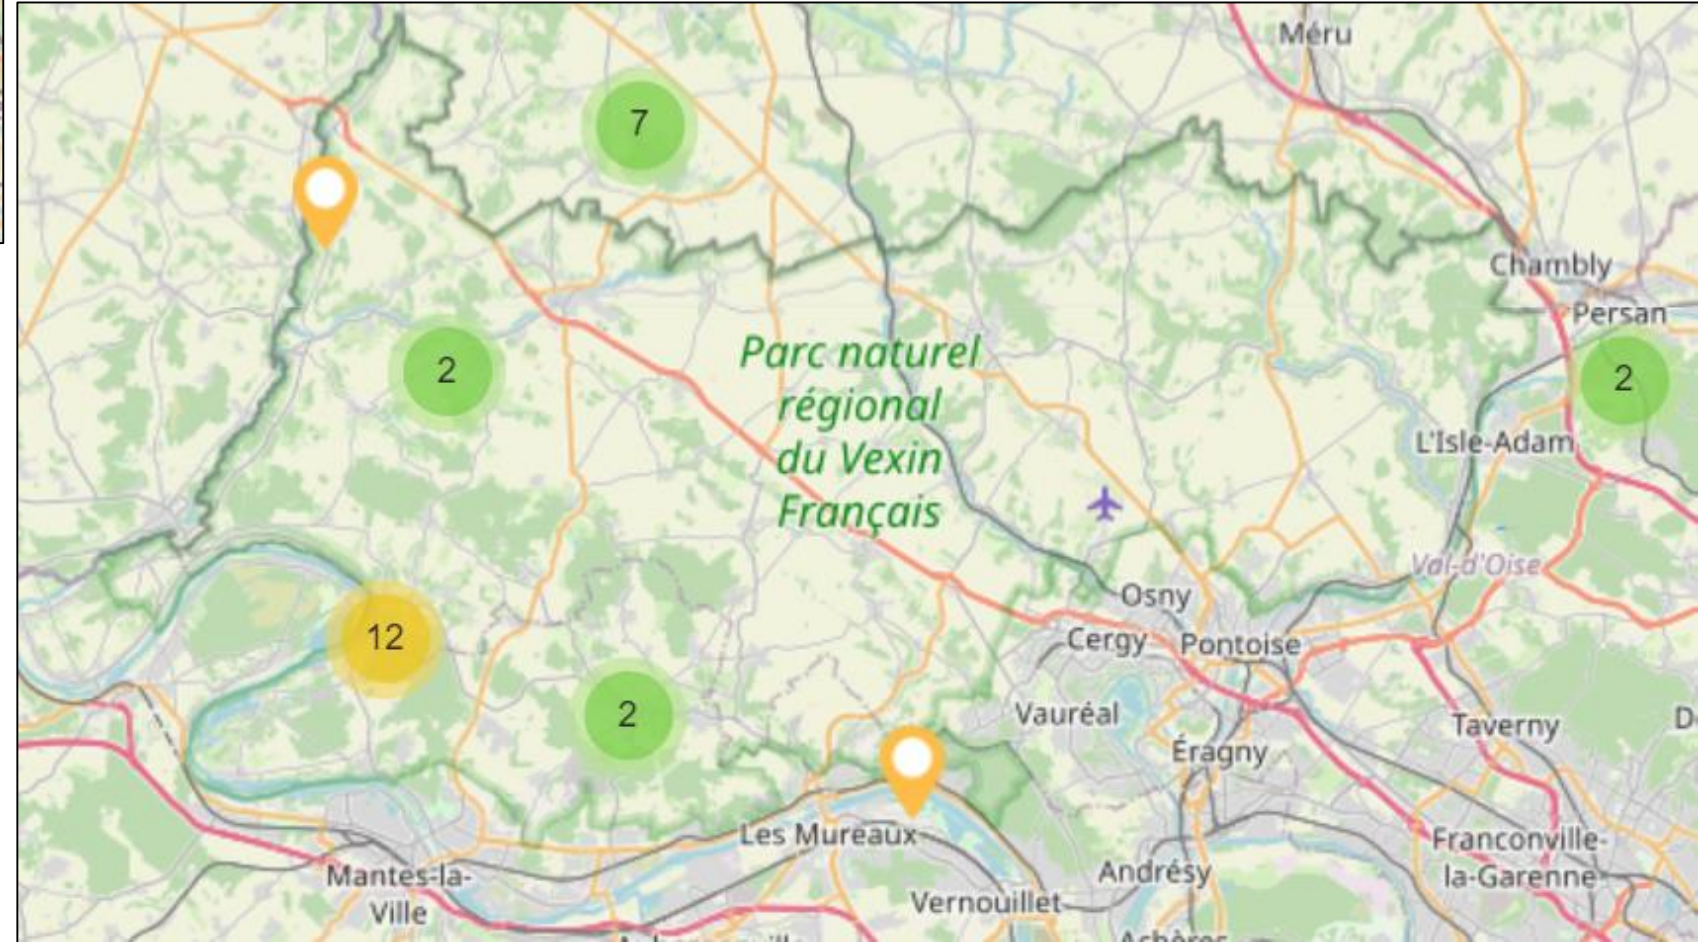 Méru
7
Chambly
Persan
Parc naturel
régional
du Vexin
Français
2
2
L'Isle-Adam
Val-d'Oise
Osny
Cergy
Pontoise
12
2
Vauréal
Éragny
Taverny
Les Mureaux
Franconville-
la-Garenne
Mantes-la-
Ville
Andrésy
Vernouillet
Achères